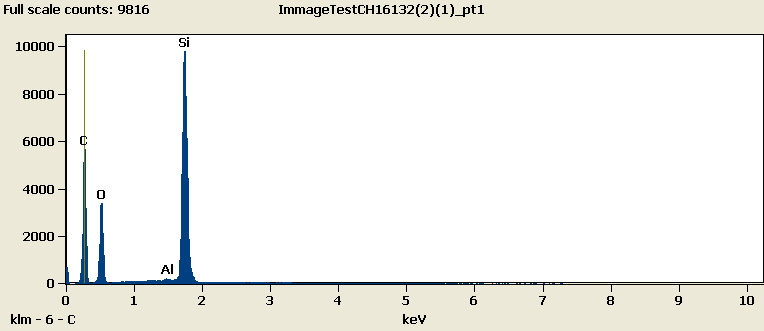 Full scale counts: 9816 ImmageTestCH16132(2)(1)_pt1
10000
8000
6000
4000
2000
0
Si
C
O
Al
0 1 2 3 4 5 6 7 8 9 10
klm - 6 - C keV